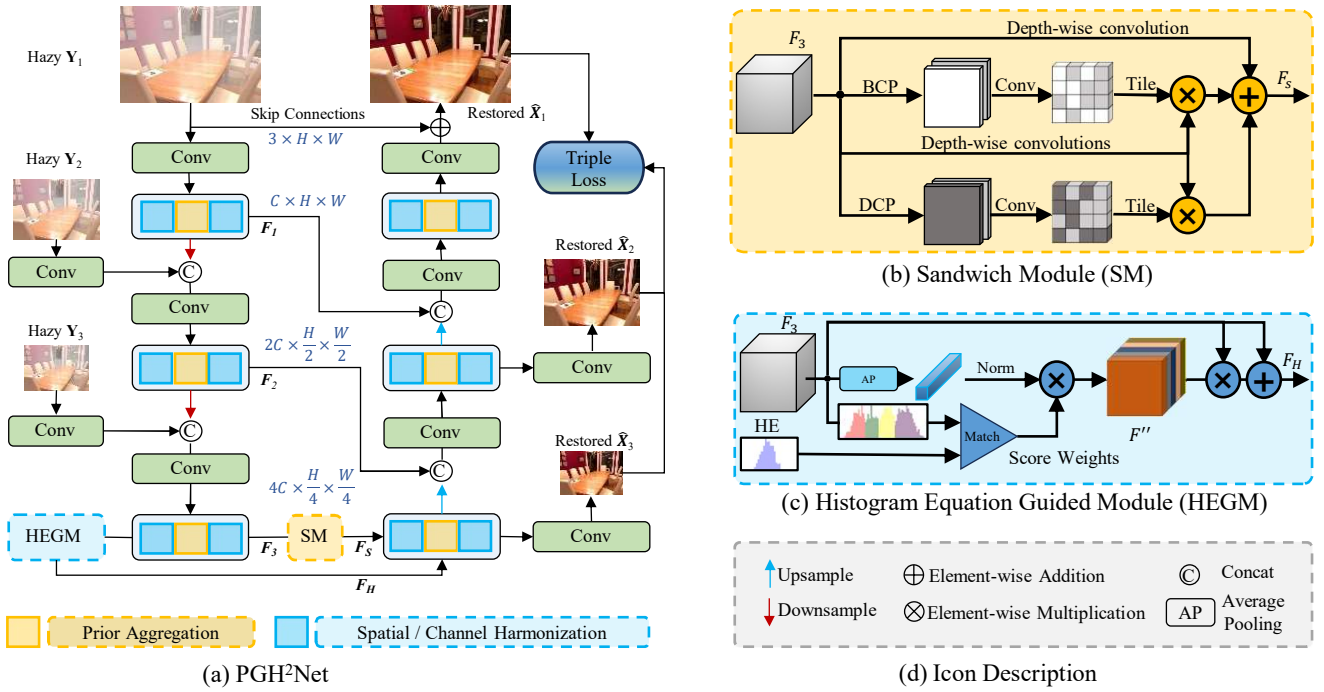 Hazy Y₁
Skip Connections
3 × H × W
Restored X̂₁
Conv
Conv
Triple
Loss
Hazy Y₂
C × H × W
F₁
Restored X̂₂
Conv
C
Conv
Conv
C
Hazy Y₃
2C × H/2 × W/2
F₂
Conv
Conv
C
Conv
Restored X̂₃
C
Conv
4C × H/4 × W/4
HEGM
F₃
SM
F_S
Conv
F_H
Prior Aggregation
Spatial / Channel Harmonization
(a) PGH²Net
F₃
Depth-wise convolution
BCP
Conv
Tile
F_s
Depth-wise convolutions
DCP
Conv
Tile
(b) Sandwich Module (SM)
F₃
AP
Norm
F_H
HE
Match
F′′
Score Weights
(c) Histogram Equation Guided Module (HEGM)
Upsample
Element-wise Addition
C
Concat
Downsample
Element-wise Multiplication
AP
Average
Pooling
(d) Icon Description